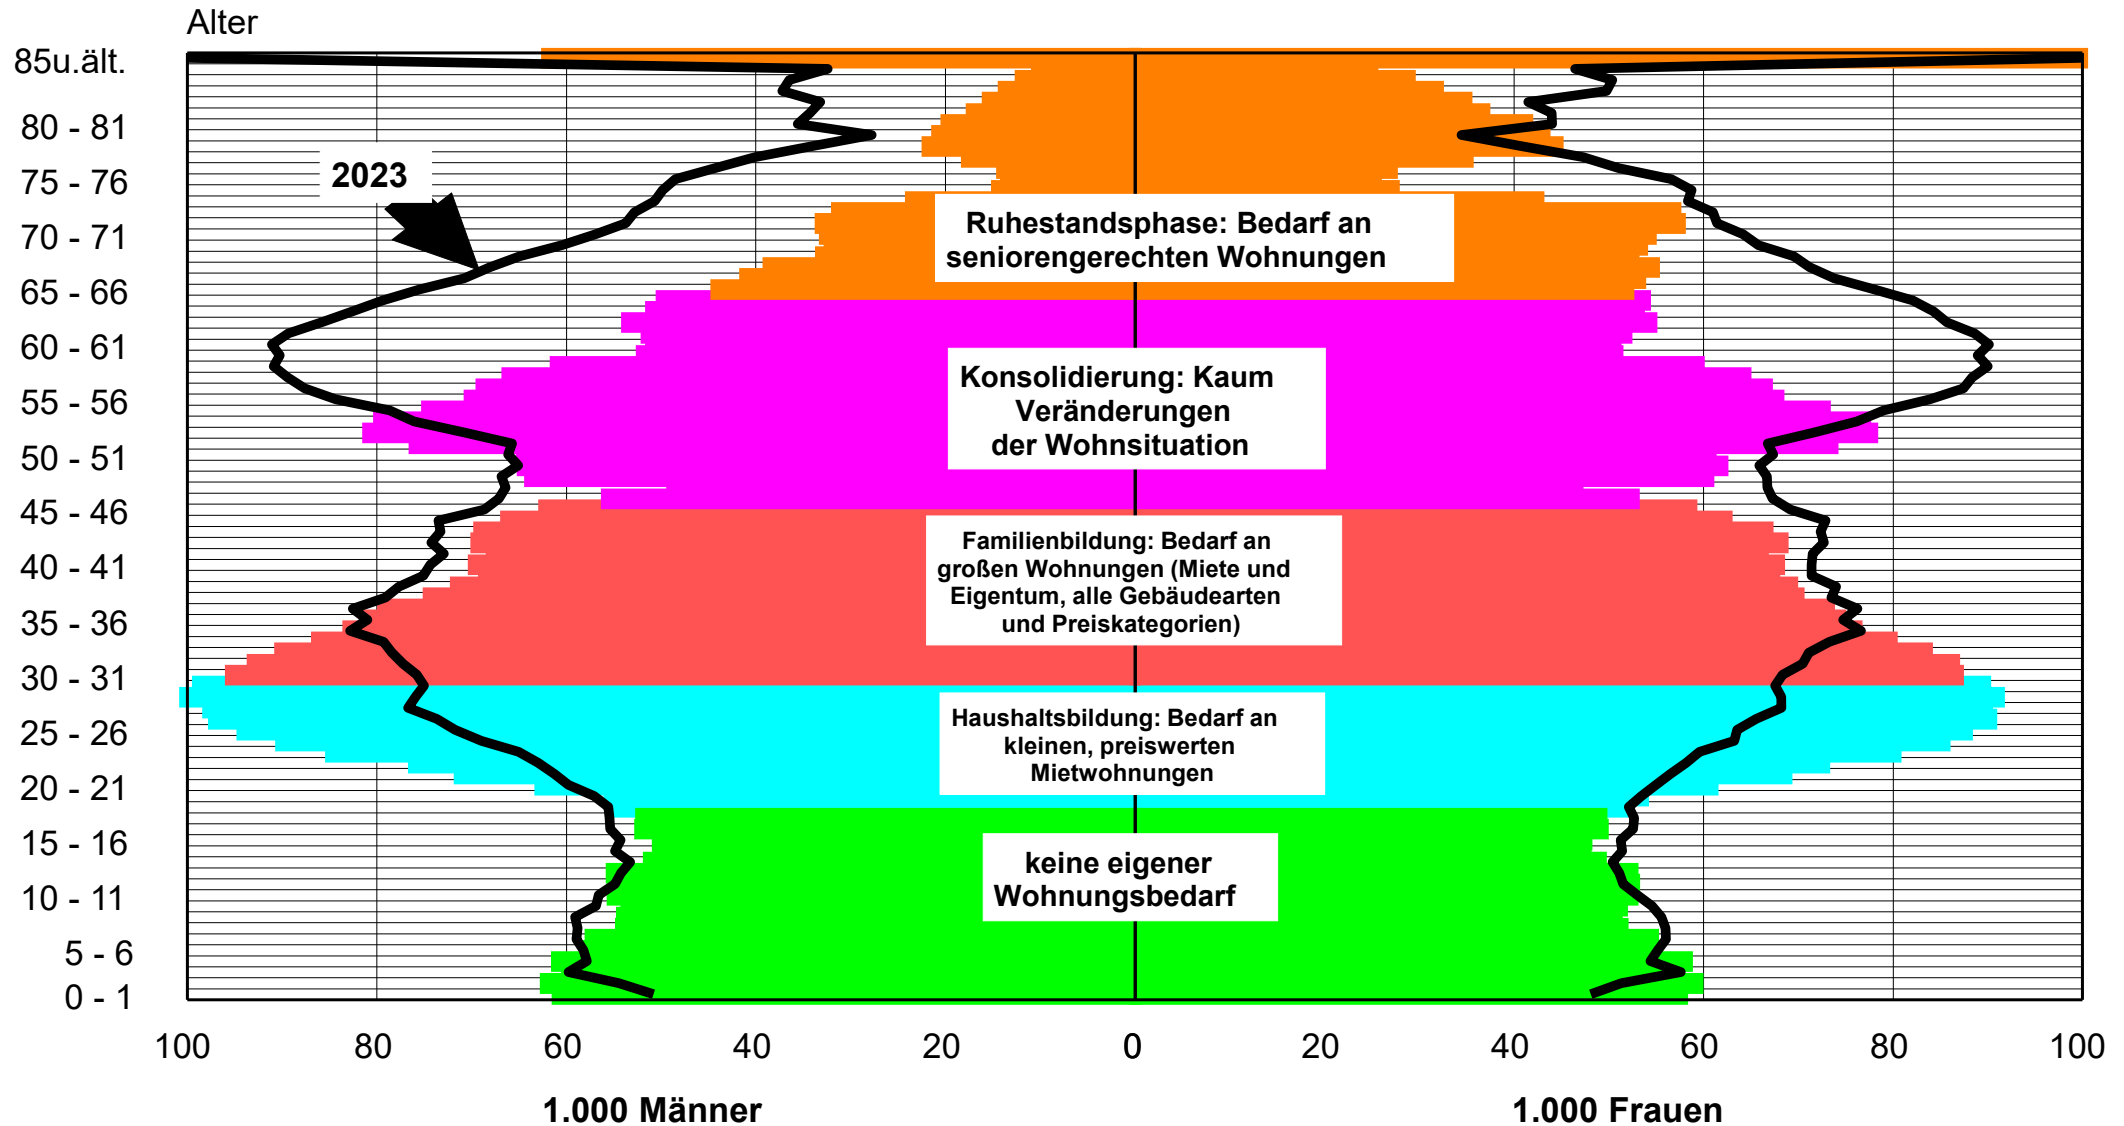 Alter
85u.ält.
80 - 81
75 - 76
70 - 71
65 - 66
60 - 61
55 - 56
50 - 51
45 - 46
40 - 41
35 - 36
30 - 31
25 - 26
20 - 21
15 - 16
10 - 11
5 - 6
0 - 1
2023
Ruhestandsphase: Bedarf an
seniorengerechten Wohnungen
Konsolidierung: Kaum
Veränderungen
der Wohnsituation
Familienbildung: Bedarf an
großen Wohnungen (Miete und
Eigentum, alle Gebäudearten
und Preiskategorien)
Haushaltsbildung: Bedarf an
kleinen, preiswerten
Mietwohnungen
keine eigener
Wohnungsbedarf
100 80 60 40 20 0 20 40 60 80 100
1.000 Männer 1.000 Frauen